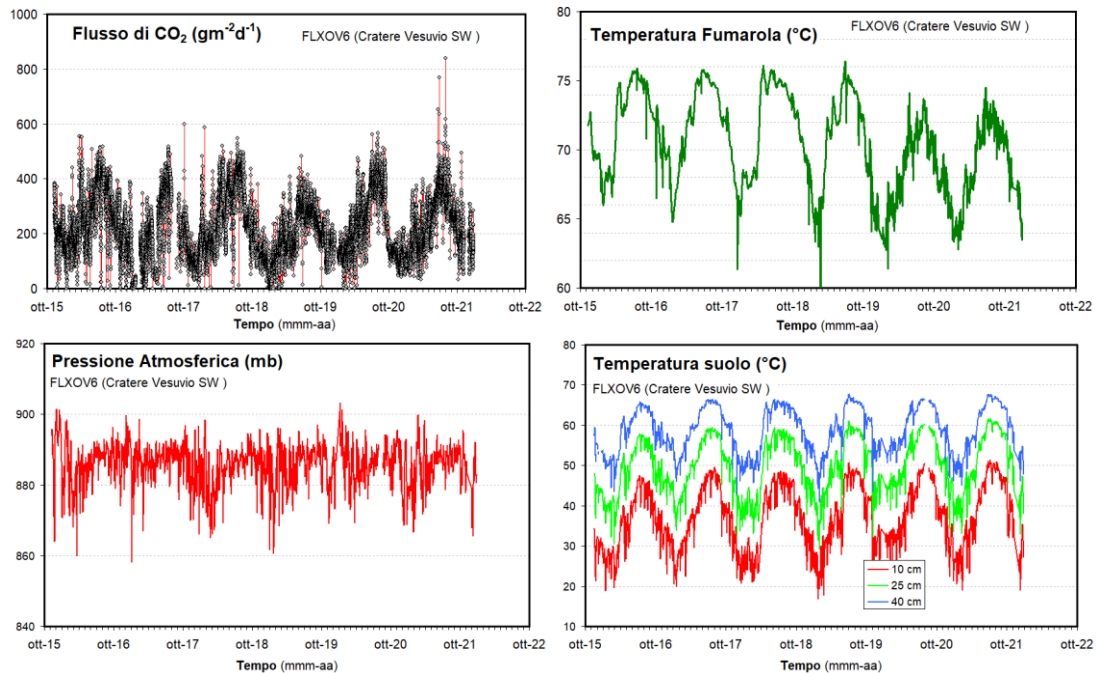 Flusso di CO₂ (gm⁻²d⁻¹)
FLXOV6 (Cratere Vesuvio SW )
1000
800
600
400
200
0
ott-15 ott-16 ott-17 ott-18 ott-19 ott-20 ott-21 ott-22
Tempo (mmm-aa)
Temperatura Fumarola (°C)
FLXOV6 (Cratere Vesuvio SW )
80
75
70
65
60
ott-15 ott-16 ott-17 ott-18 ott-19 ott-20 ott-21 ott-22
Tempo (mmm-aa)
Pressione Atmosferica (mb)
FLXOV6 (Cratere Vesuvio SW )
920
900
880
860
840
ott-15 ott-16 ott-17 ott-18 ott-19 ott-20 ott-21 ott-22
Tempo (mmm-aa)
Temperatura suolo (°C)
FLXOV6 (Cratere Vesuvio SW )
80
70
60
50
40
30
20
10
10 cm
25 cm
40 cm
ott-15 ott-16 ott-17 ott-18 ott-19 ott-20 ott-21 ott-22
Tempo (mmm-aa)